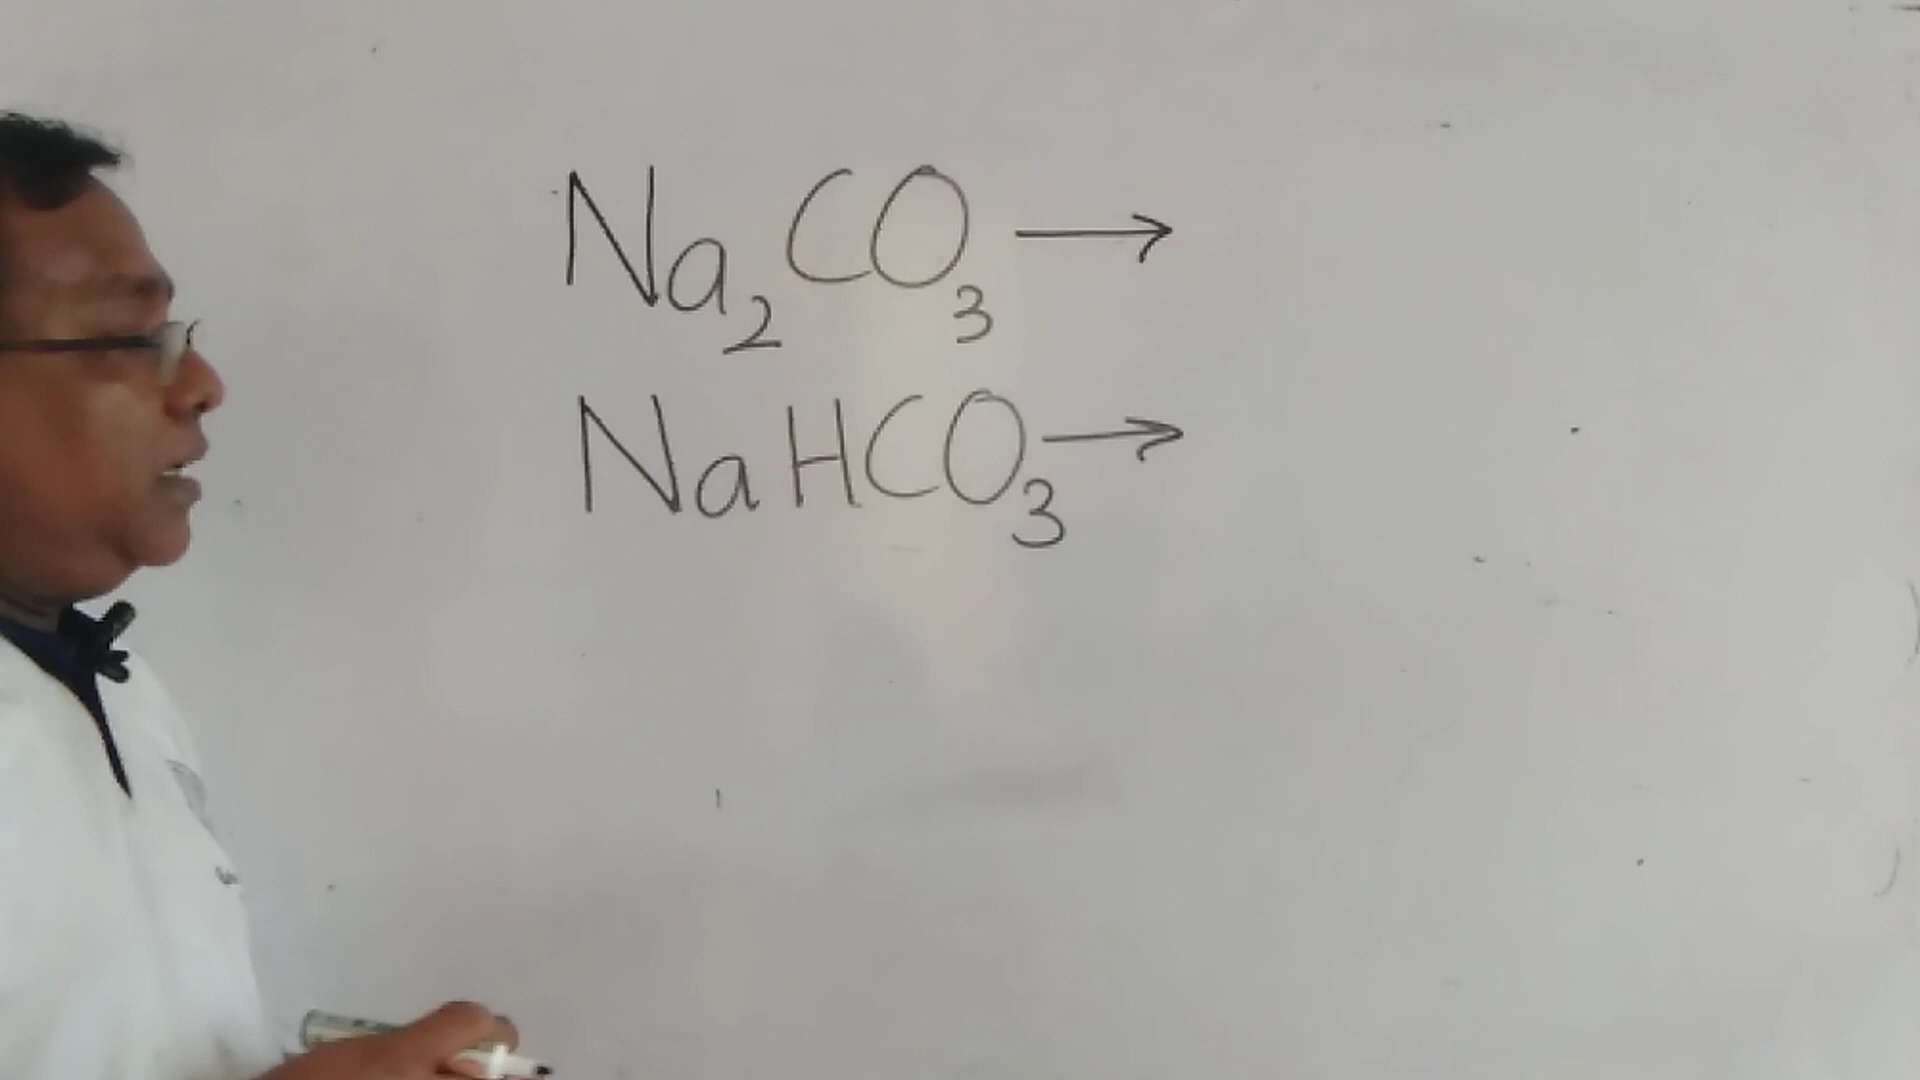 Na₂CO₃ →
NaHCO₃ →